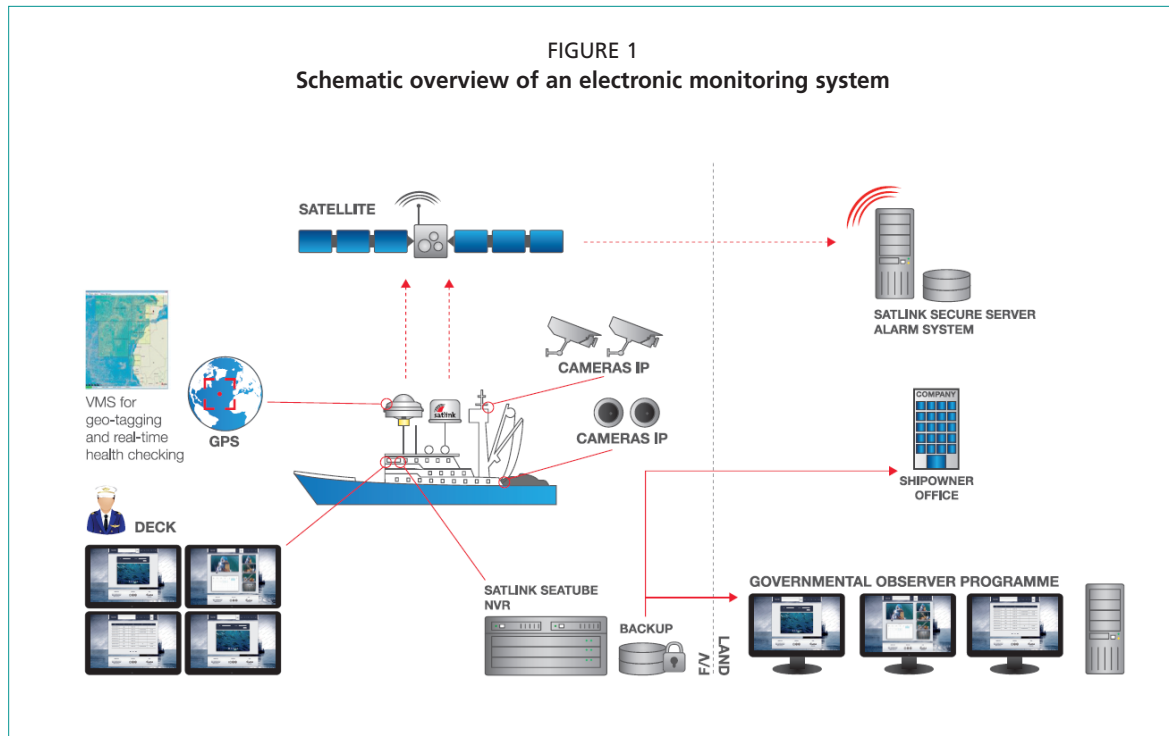 FIGURE 1
Schematic overview of an electronic monitoring system
SATELLITE
SATLINK SECURE SERVER
ALARM SYSTEM
CAMERAS IP
VMS for
geo-tagging
and real-time
health checking
GPS
satlink
CAMERAS IP
COMPANY
SHIPOWNER
OFFICE
DECK
SATLINK SEATUBE
NVR
BACKUP
F/V
LAND
GOVERNMENTAL OBSERVER PROGRAMME